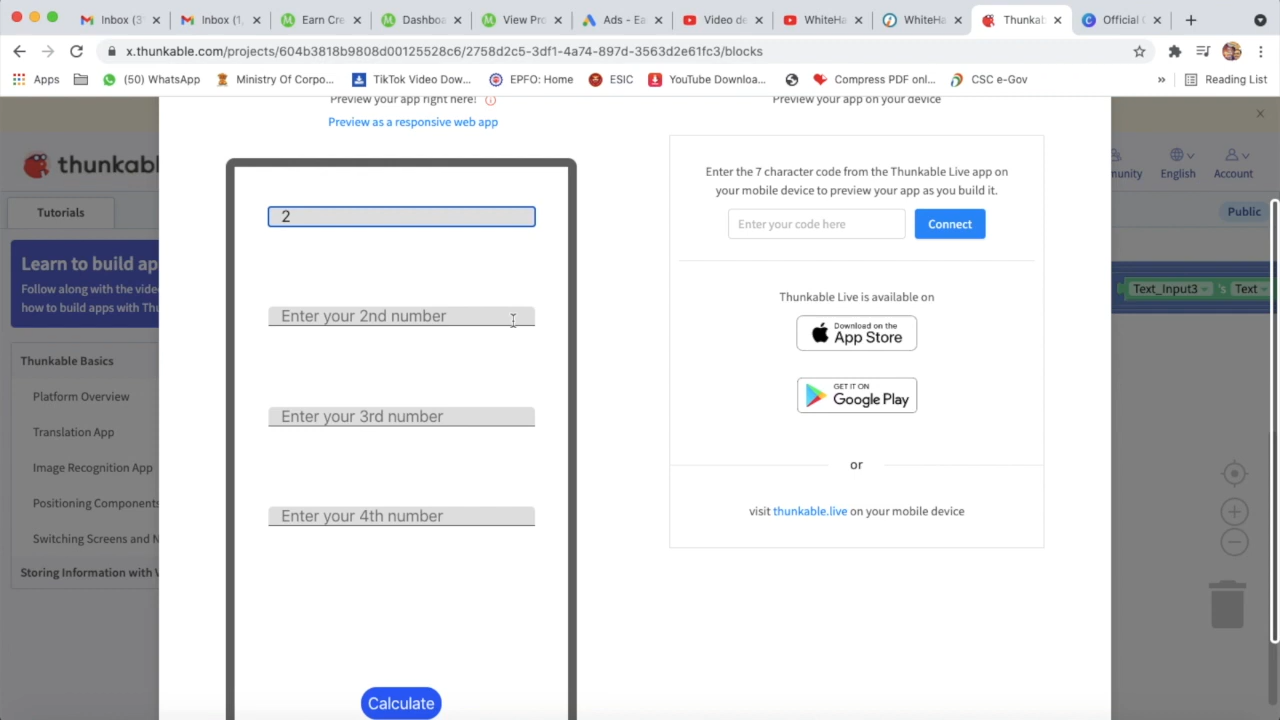 Inbox (3
Inbox (1,
Earn Cre
Dashboa
View Pro
Ads - Ea
Video de
WhiteHa
WhiteHa
Thunkab
Official C
x.thunkable.com/projects/604b3818b9808d00125528c6/2758d2c5-3df1-4a74-897d-3563d2e61fc3/blocks
Apps
(50) WhatsApp
Ministry Of Corpo...
TikTok Video Dow...
EPFO: Home
ESIC
YouTube Downloa...
Compress PDF onl...
CSC e-Gov
»
Reading List
Preview your app right here!
Preview your app on your device
Preview as a responsive web app
thunkabl
munity
English
Account
Tutorials
Public
Learn to build ap
Follow along with the vide
how to build apps with Thu
Thunkable Basics
Platform Overview
Translation App
Image Recognition App
Positioning Components
Switching Screens and N
Storing Information with V
2
Enter your 2nd number
Enter your 3rd number
Enter your 4th number
Calculate
Enter the 7 character code from the Thunkable Live app on
your mobile device to preview your app as you build it.
Enter your code here
Connect
Thunkable Live is available on
Download on the
App Store
GET IT ON
Google Play
or
visit thunkable.live on your mobile device
Text_Input3 's Text